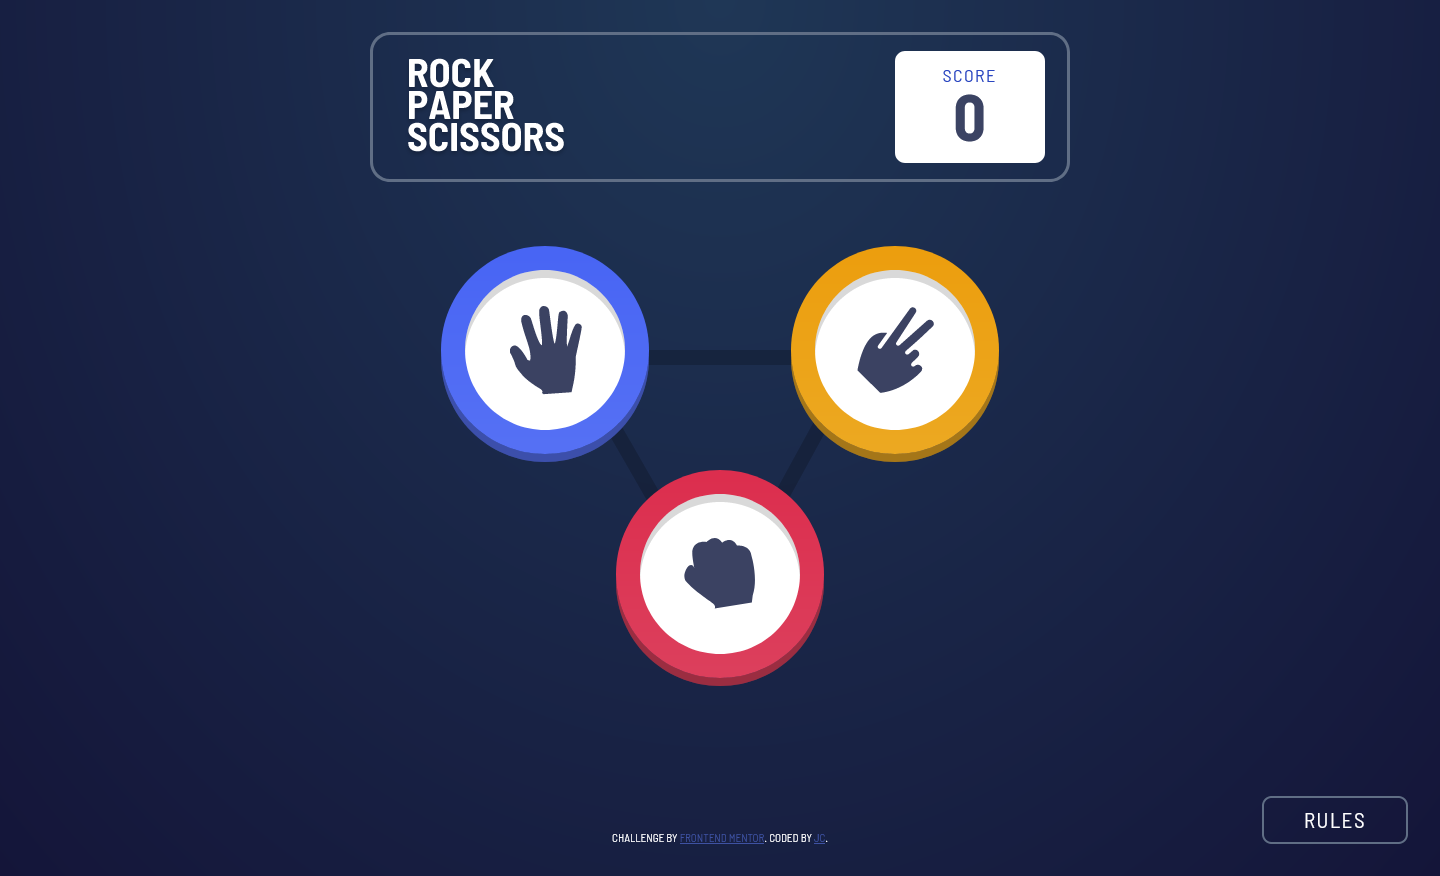 ROCK
PAPER
SCISSORS
SCORE
0
CHALLENGE BY FRONTEND MENTOR. CODED BY JC.
RULES